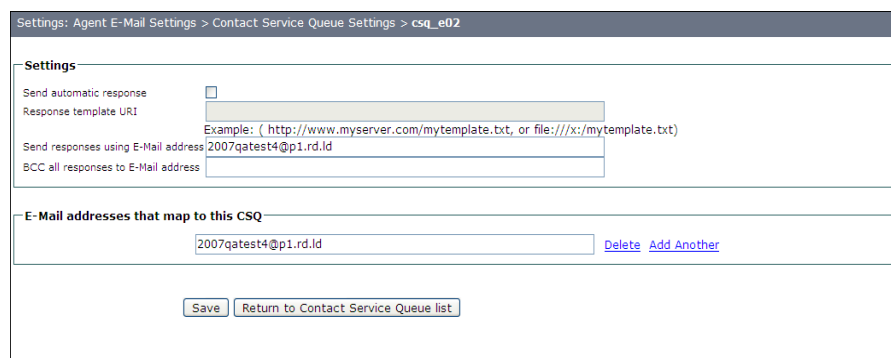 Settings: Agent E-Mail Settings > Contact Service Queue Settings > csq_e02
Settings
Send automatic response
Response template URI
Example: ( http://www.myserver.com/mytemplate.txt, or file:///x:/mytemplate.txt)
Send responses using E-Mail address 2007qatest4@p1.rd.ld
BCC all responses to E-Mail address
E-Mail addresses that map to this CSQ
2007qatest4@p1.rd.ld Delete Add Another
Save Return to Contact Service Queue list